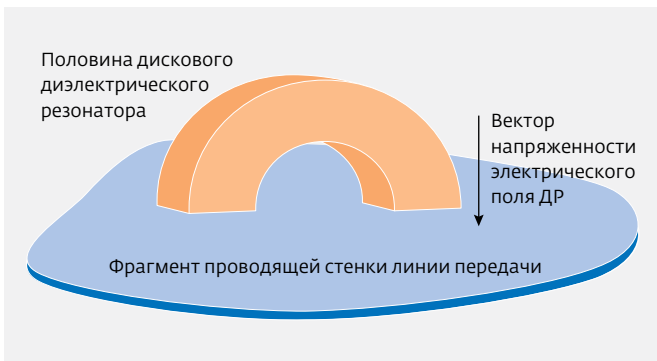 Половина дискового
диэлектрического
резонатора
Вектор
напряженности
электрического
поля ДР
Фрагмент проводящей стенки линии передачи